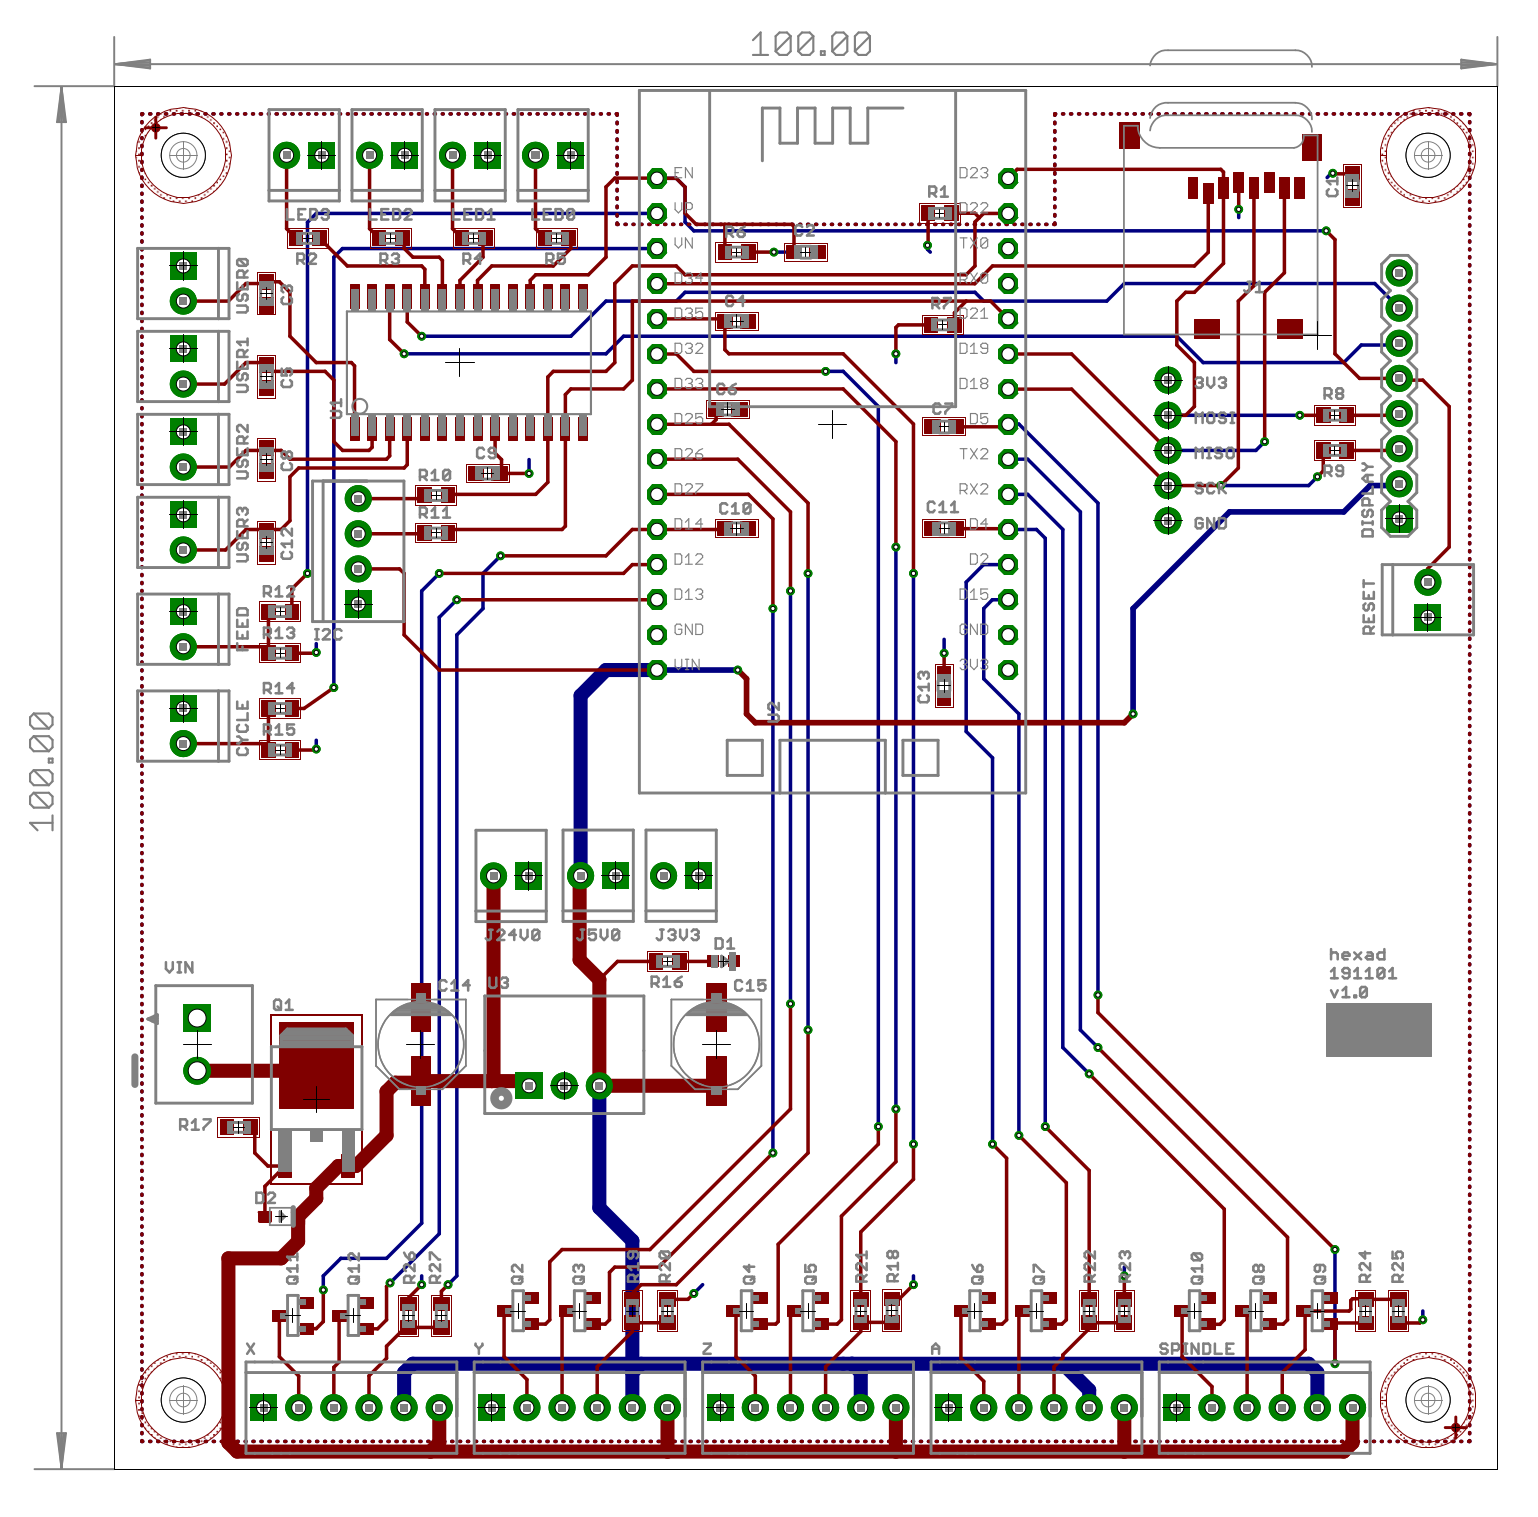 100.00
100.00
LED3
LED2
LED1
LED0
R2
R3
R4
R5
EN
VP
VN
D34
D35
D32
D33
D25
D26
D27
D14
D12
D13
GND
VIN
D23
D22
TX0
RX0
D21
D19
D18
D5
TX2
RX2
D4
D2
D15
GND
3V3
R1
R6
C2
C4
R7
C6
C7
C10
C11
C13
U2
C1
J1
3V3
MOSI
MISO
SCK
GND
R8
R9
DISPLAY
RESET
USER0
C3
USER1
C5
USER2
C8
USER3
C12
U1
C9
R10
R11
I2C
FEED
R12
R13
CYCLE
R14
R15
J24V0
J5V0
J3V3
D1
R16
VIN
Q1
C14
U3
C15
R17
D2
hexad
191101
v1.0
Q11
Q12
R26
R27
Q2
Q3
R19
R20
Q4
Q5
R21
R18
Q6
Q7
R22
R23
Q10
Q8
Q9
R24
R25
X
Y
Z
A
SPINDLE